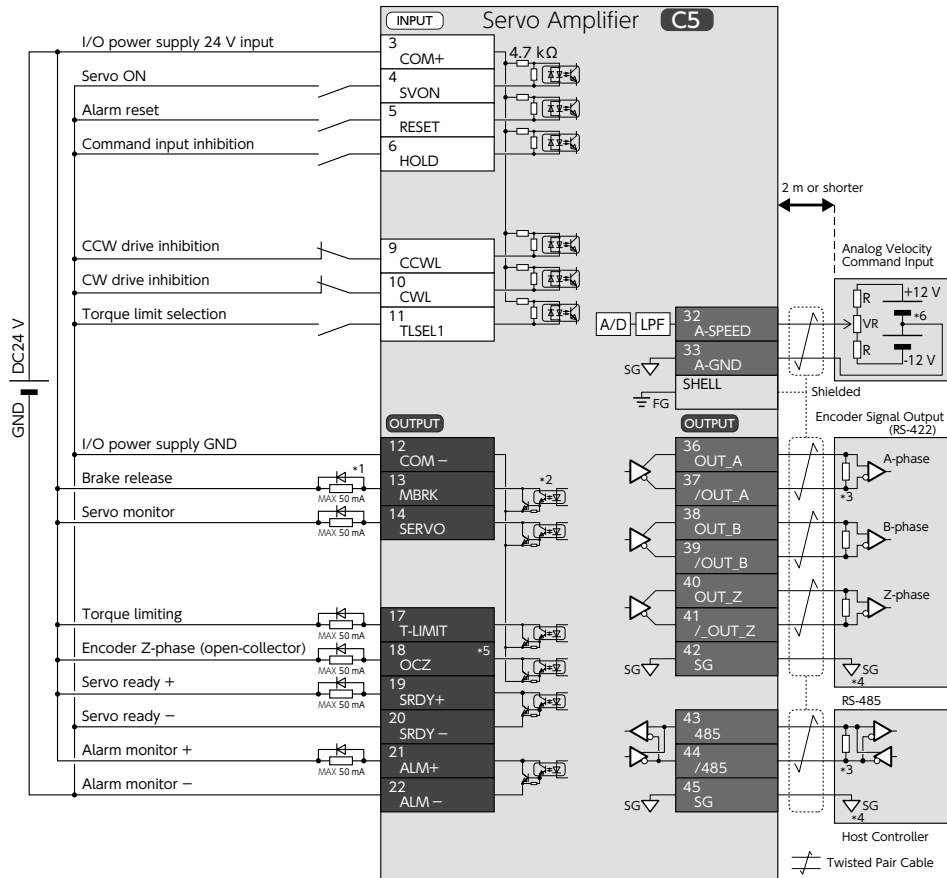 INPUT
Servo Amplifier C5
I/O power supply 24 V input
3
COM+
4.7 kΩ
Servo ON
4
SVON
Alarm reset
5
RESET
Command input inhibition
6
HOLD
2 m or shorter
CCW drive inhibition
9
CCWL
CW drive inhibition
10
CWL
Torque limit selection
11
TLSEL1
Analog Velocity
Command Input
R
+12 V
VR
*6
R
-12 V
A/D
LPF
32
A-SPEED
33
A-GND
SG
SHELL
FG
Shielded
DC24 V
GND
OUTPUT
I/O power supply GND
12
COM−
Brake release
*1
MAX 50 mA
13
MBRK
*2
Servo monitor
MAX 50 mA
14
SERVO
Torque limiting
MAX 50 mA
17
T-LIMIT
Encoder Z-phase (open-collector)
MAX 50 mA
18
*5
OCZ
Servo ready +
MAX 50 mA
19
SRDY+
Servo ready −
20
SRDY−
Alarm monitor +
MAX 50 mA
21
ALM+
Alarm monitor −
22
ALM−
OUTPUT
Encoder Signal Output
(RS-422)
36
OUT_A
A-phase
37
/OUT_A
*3
38
OUT_B
B-phase
39
/OUT_B
40
OUT_Z
Z-phase
41
/_OUT_Z
42
SG
SG
SG
*4
RS-485
43
485
44
/485
*3
45
SG
SG
SG
*4
Host Controller
Twisted Pair Cable